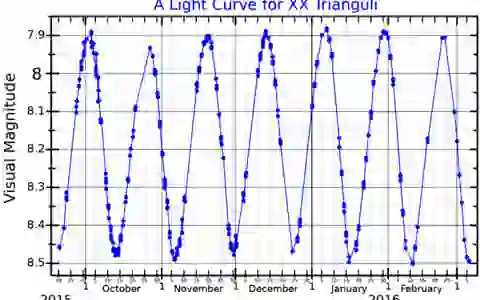 A Light Curve for XX Trianguli
Visual Magnitude
7.9
8
8.1
8.2
8.3
8.4
8.5
1 1 1 1 1 1
October November December January February
2015 2016